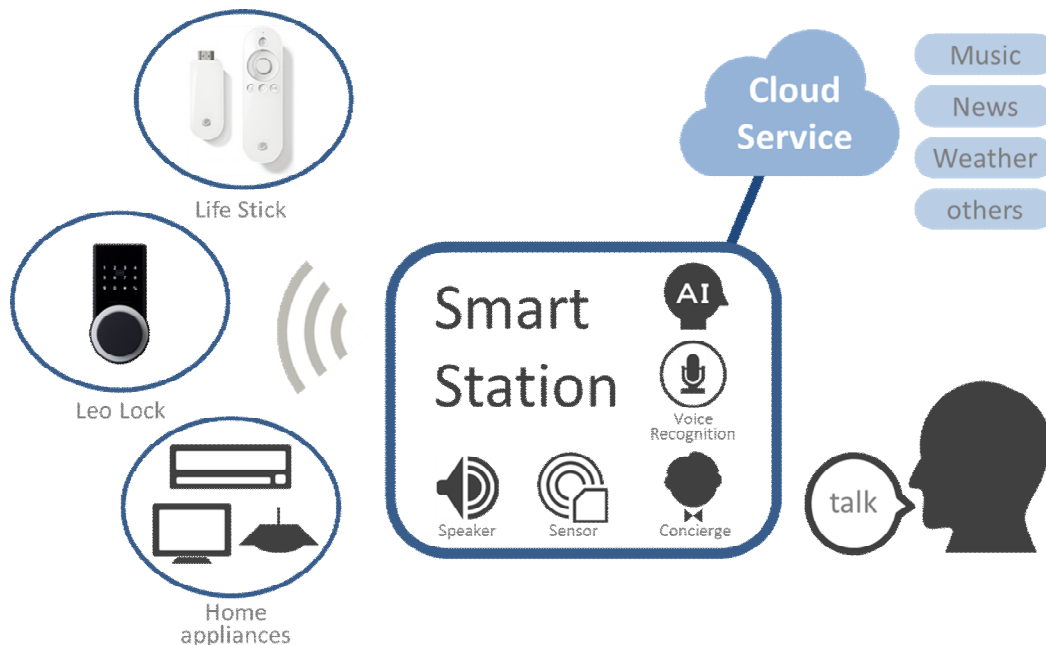 Life Stick
Leo Lock
Home
appliances
Smart
Station
AI
Voice
Recognition
Speaker
Sensor
Concierge
Cloud
Service
Music
News
Weather
others
talk